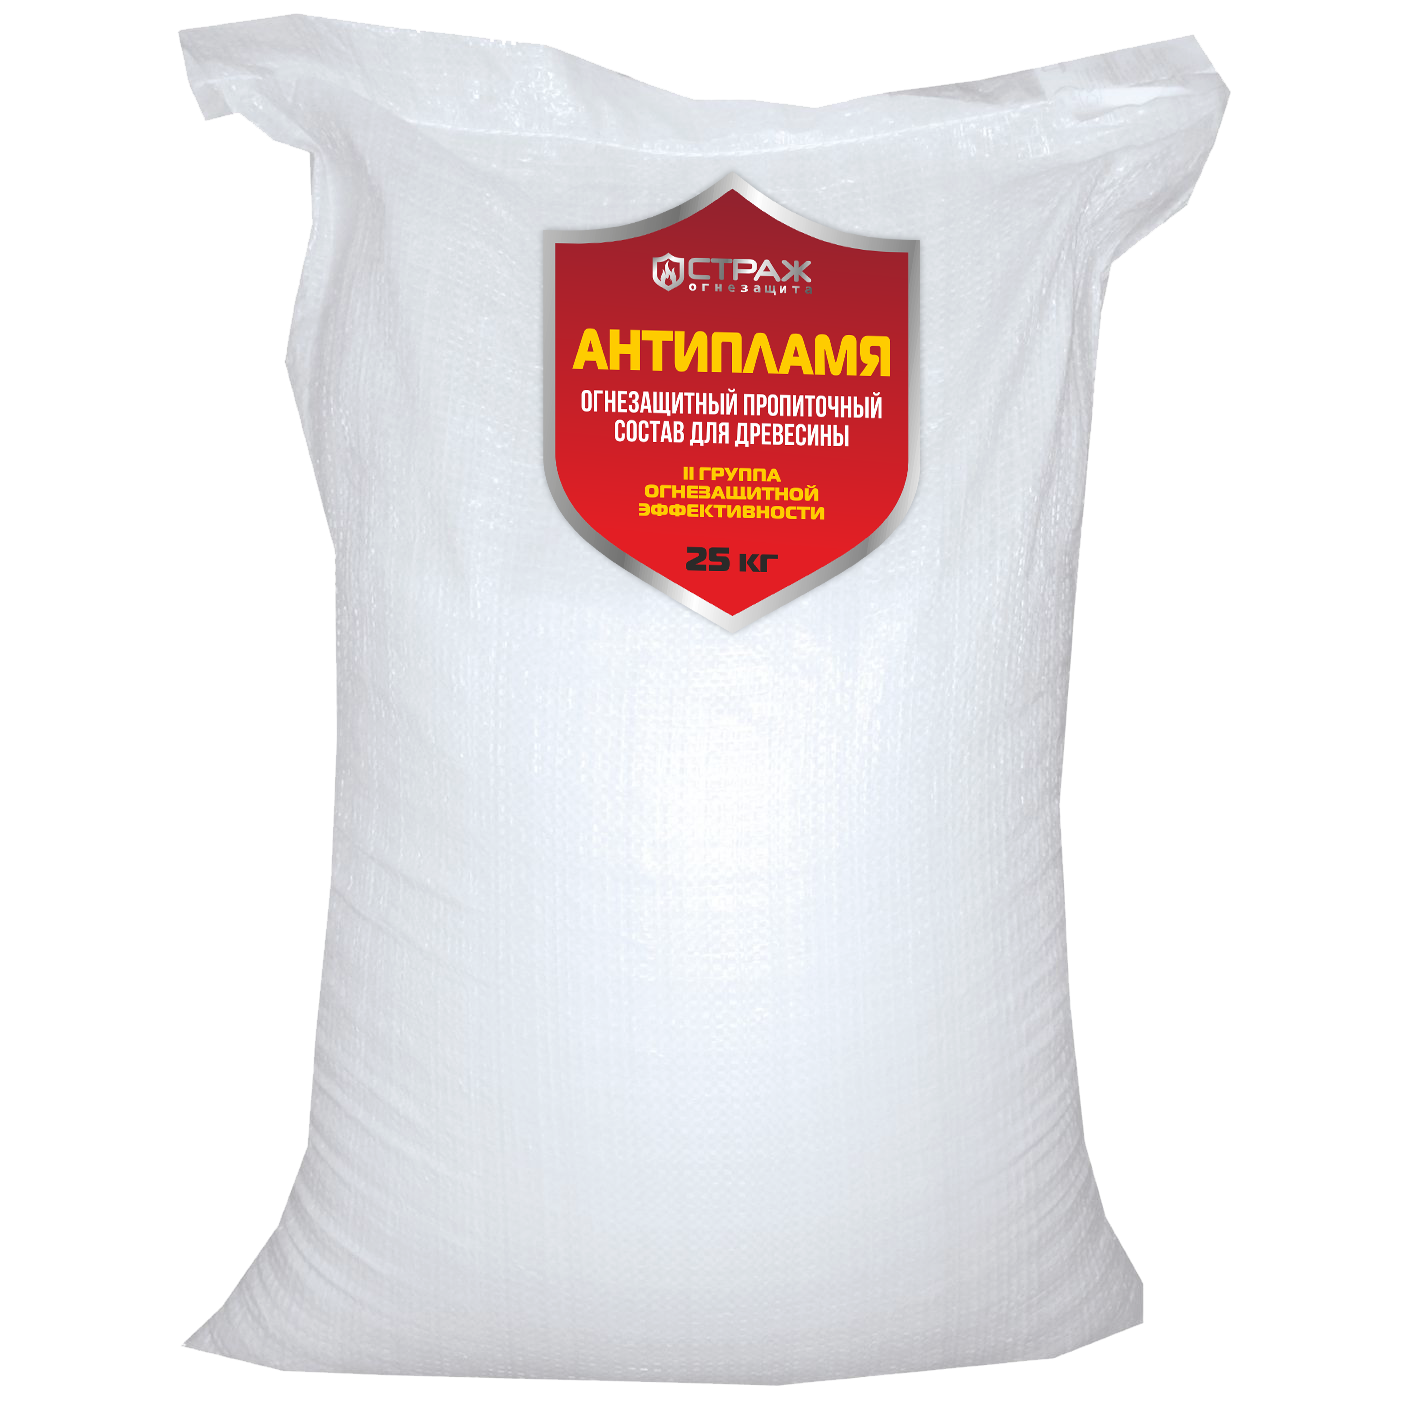 СТРАЖ
огнезащита
АНТИПЛАМЯ
ОГНЕЗАЩИТНЫЙ ПРОПИТОЧНЫЙ
СОСТАВ ДЛЯ ДРЕВЕСИНЫ
II ГРУППА
ОГНЕЗАЩИТНОЙ
ЭФФЕКТИВНОСТИ
25 кг